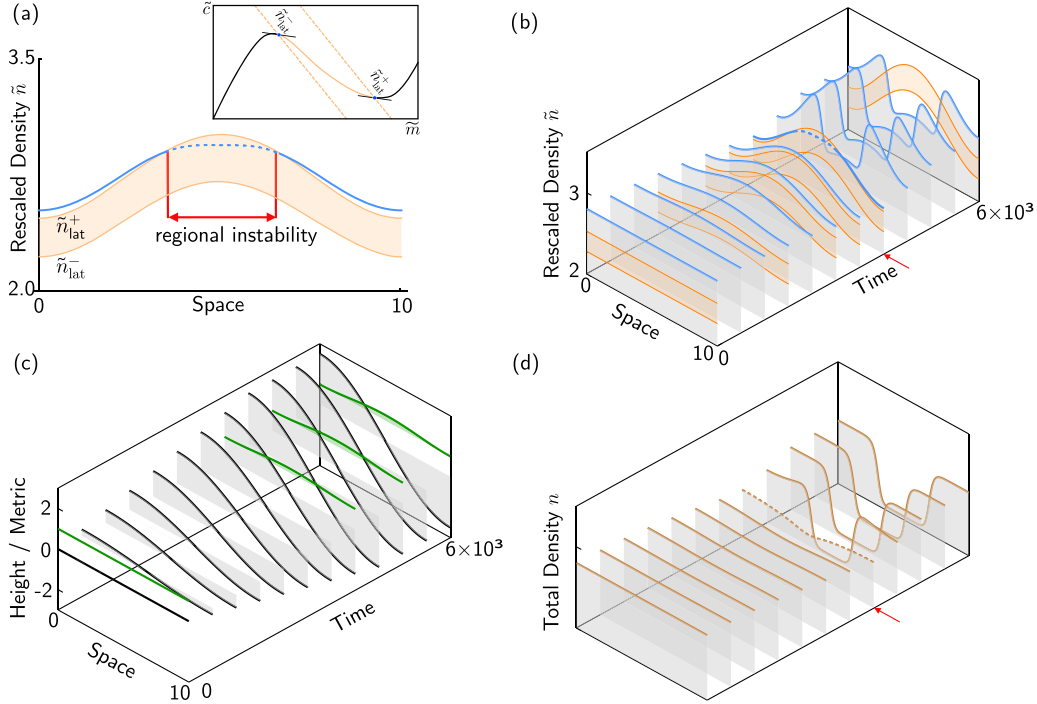 (a)
3.5
Rescaled Density ñ
2.0
0
Space
10
ñ⁺lat
ñ⁻lat
regional instability
c̃
ñ⁻lat
ñ⁺lat
m̃
(b)
Rescaled Density ñ
3
2
0
Space
10
0
Time
6×10³
(c)
Height / Metric
2
0
-2
0
Space
10
0
Time
6×10³
(d)
Total Density n